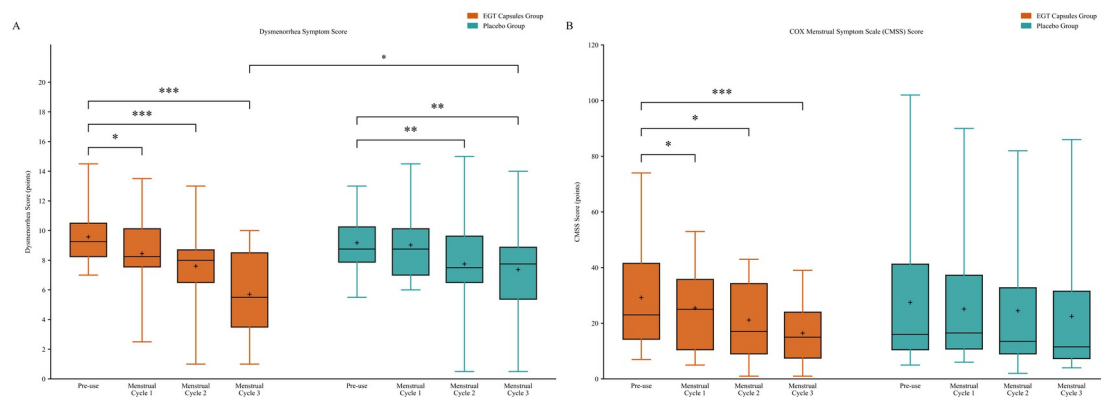 A
Dysmenorrhea Symptom Score
EGT Capsules Group
Placebo Group
Dysmenorrhea Score (points)
20
18
16
14
12
10
8
6
4
2
0
*
***
***
*
**
**
Pre-use
Menstrual
Cycle 1
Menstrual
Cycle 2
Menstrual
Cycle 3
Pre-use
Menstrual
Cycle 1
Menstrual
Cycle 2
Menstrual
Cycle 3
B
COX Menstrual Symptom Scale (CMSS) Score
EGT Capsules Group
Placebo Group
CMSS Score (points)
120
100
80
60
40
20
0
***
*
*
Pre-use
Menstrual
Cycle 1
Menstrual
Cycle 2
Menstrual
Cycle 3
Pre-use
Menstrual
Cycle 1
Menstrual
Cycle 2
Menstrual
Cycle 3